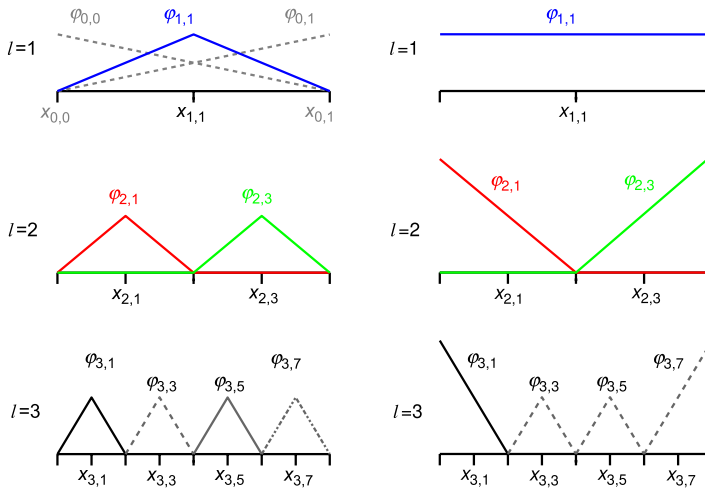 φ0,0 φ1,1 φ0,1
l=1
x0,0 x1,1 x0,1
φ1,1
l=1
x1,1
φ2,1 φ2,3
l=2
x2,1 x2,3
φ2,1 φ2,3
l=2
x2,1 x2,3
φ3,1 φ3,3 φ3,5 φ3,7
l=3
x3,1 x3,3 x3,5 x3,7
φ3,1 φ3,3 φ3,5 φ3,7
l=3
x3,1 x3,3 x3,5 x3,7